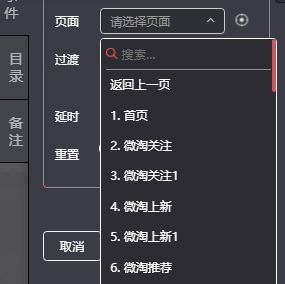 件
页面
请选择页面
目录
过渡
搜索...
返回上一页
延时
1. 首页
备注
2. 微淘关注
重置
3. 微淘关注1
4. 微淘上新
5. 微淘上新1
取消
6. 微淘推荐